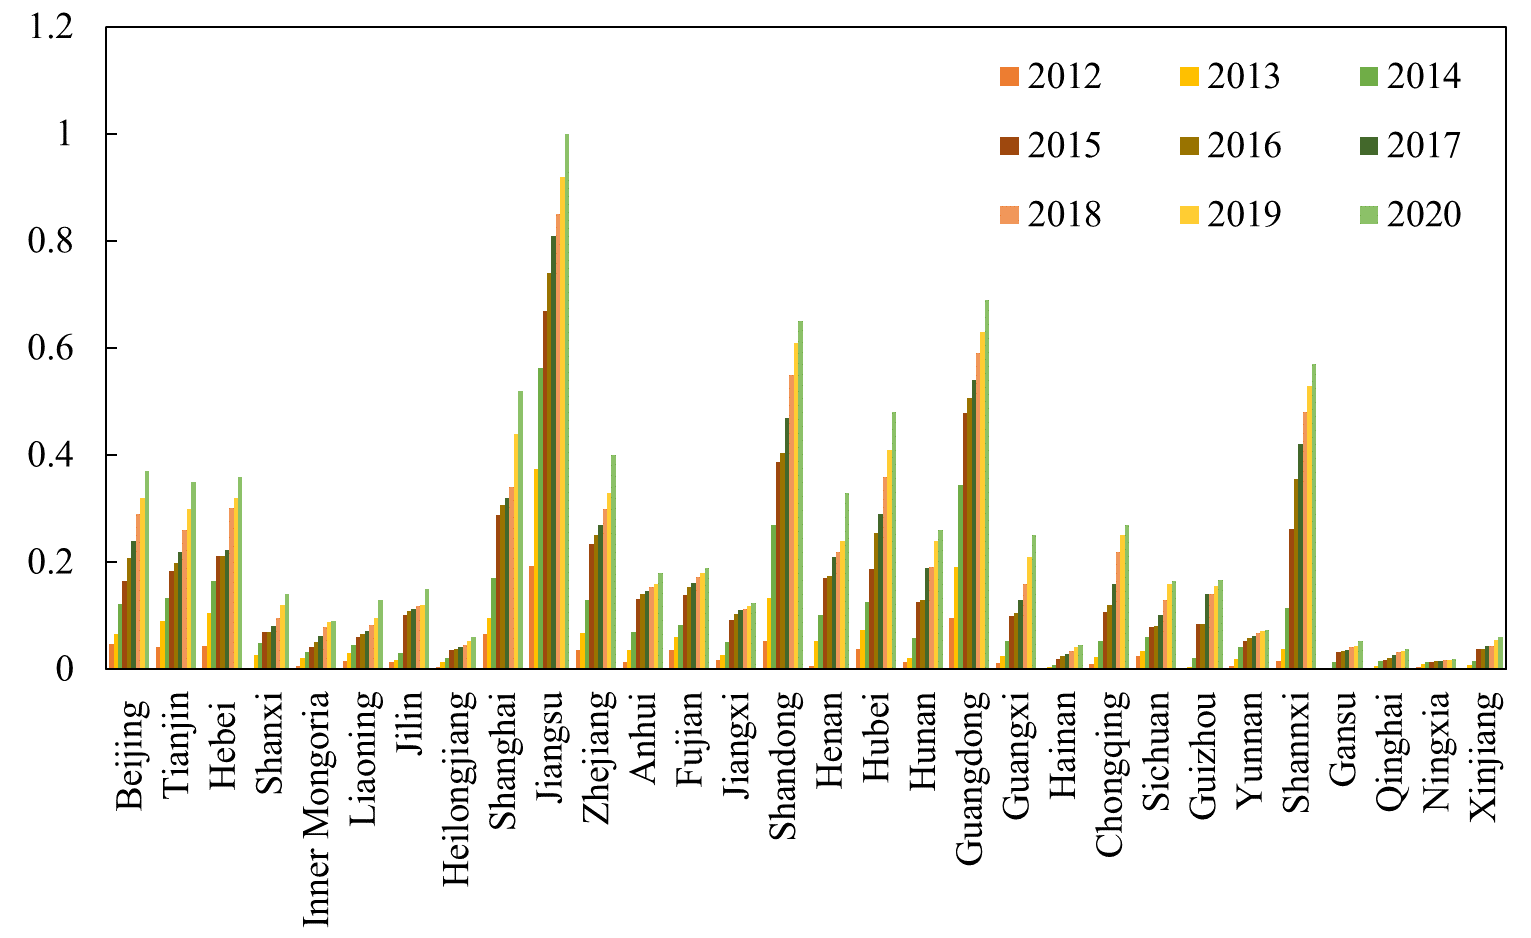 1.2
1
0.8
0.6
0.4
0.2
0
2012 2013 2014
2015 2016 2017
2018 2019 2020
Beijing
Tianjin
Hebei
Shanxi
Inner Mongoria
Liaoning
Jilin
Heilongjiang
Shanghai
Jiangsu
Zhejiang
Anhui
Fujian
Jiangxi
Shandong
Henan
Hubei
Hunan
Guangdong
Guangxi
Hainan
Chongqing
Sichuan
Guizhou
Yunnan
Shannxi
Gansu
Qinghai
Ningxia
Xinjiang